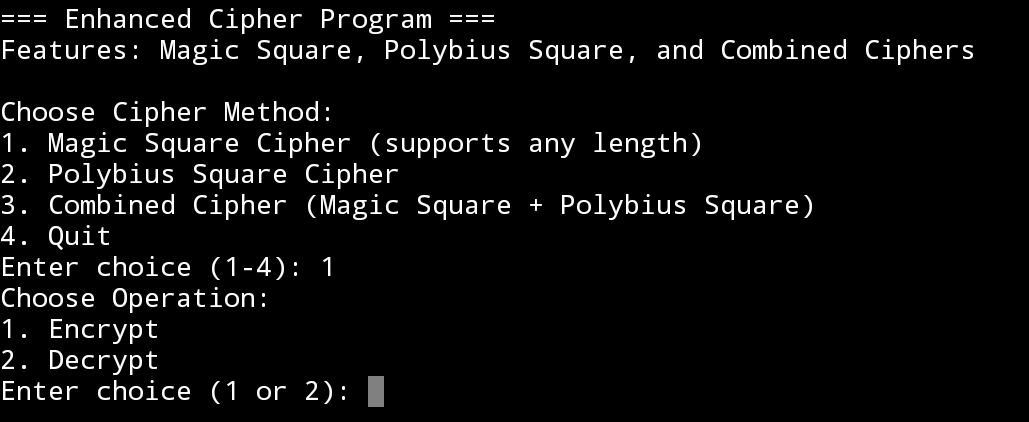 === Enhanced Cipher Program ===
Features: Magic Square, Polybius Square, and Combined Ciphers
Choose Cipher Method:
1. Magic Square Cipher (supports any length)
2. Polybius Square Cipher
3. Combined Cipher (Magic Square + Polybius Square)
4. Quit
Enter choice (1-4): 1
Choose Operation:
1. Encrypt
2. Decrypt
Enter choice (1 or 2):